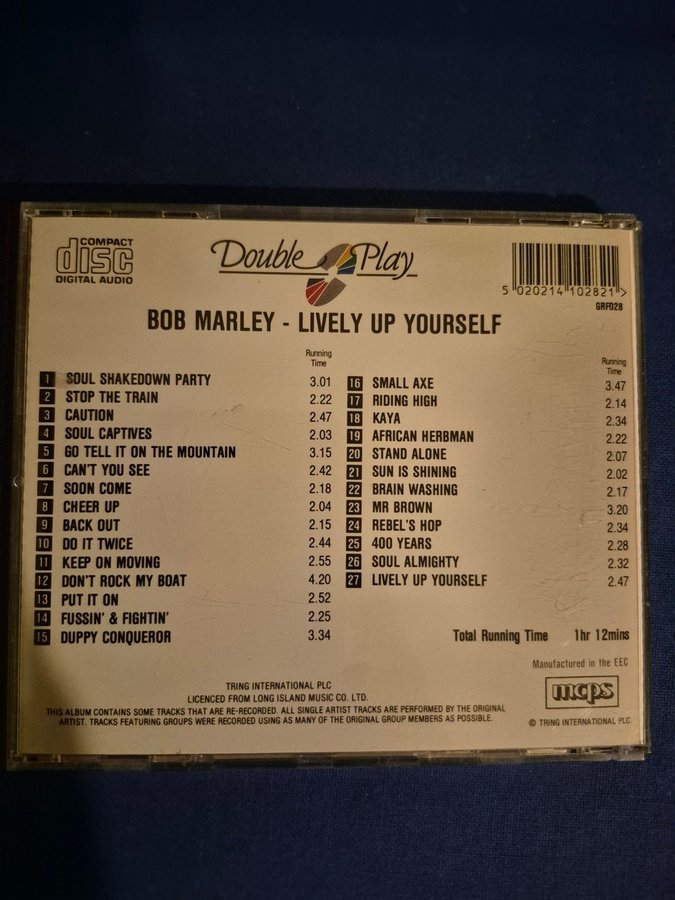 COMPACT
disc
DIGITAL AUDIO
Double Play
5 020214 102821 >
GRF028
BOB MARLEY - LIVELY UP YOURSELF
Running
Time
1 SOUL SHAKEDOWN PARTY 3.01
2 STOP THE TRAIN 2.22
3 CAUTION 2.47
4 SOUL CAPTIVES 2.03
5 GO TELL IT ON THE MOUNTAIN 3.15
6 CAN'T YOU SEE 2.42
7 SOON COME 2.18
8 CHEER UP 2.04
9 BACK OUT 2.15
10 DO IT TWICE 2.44
11 KEEP ON MOVING 2.55
12 DON'T ROCK MY BOAT 4.20
13 PUT IT ON 2.52
14 FUSSIN' & FIGHTIN' 2.25
15 DUPPY CONQUEROR 3.34
Running
Time
16 SMALL AXE 3.47
17 RIDING HIGH 2.14
18 KAYA 2.34
19 AFRICAN HERBMAN 2.22
20 STAND ALONE 2.07
21 SUN IS SHINING 2.02
22 BRAIN WASHING 2.17
23 MR BROWN 3.20
24 REBEL'S HOP 2.34
25 400 YEARS 2.28
26 SOUL ALMIGHTY 2.32
27 LIVELY UP YOURSELF 2.47
Total Running Time 1hr 12mins
Manufactured in the EEC
mcps
TRING INTERNATIONAL PLC
LICENCED FROM LONG ISLAND MUSIC CO. LTD.
THIS ALBUM CONTAINS SOME TRACKS THAT ARE RE-RECORDED. ALL SINGLE ARTIST TRACKS ARE PERFORMED BY THE ORIGINAL
ARTIST. TRACKS FEATURING GROUPS WERE RECORDED USING AS MANY OF THE ORIGINAL GROUP MEMBERS AS POSSIBLE.
© TRING INTERNATIONAL PLC